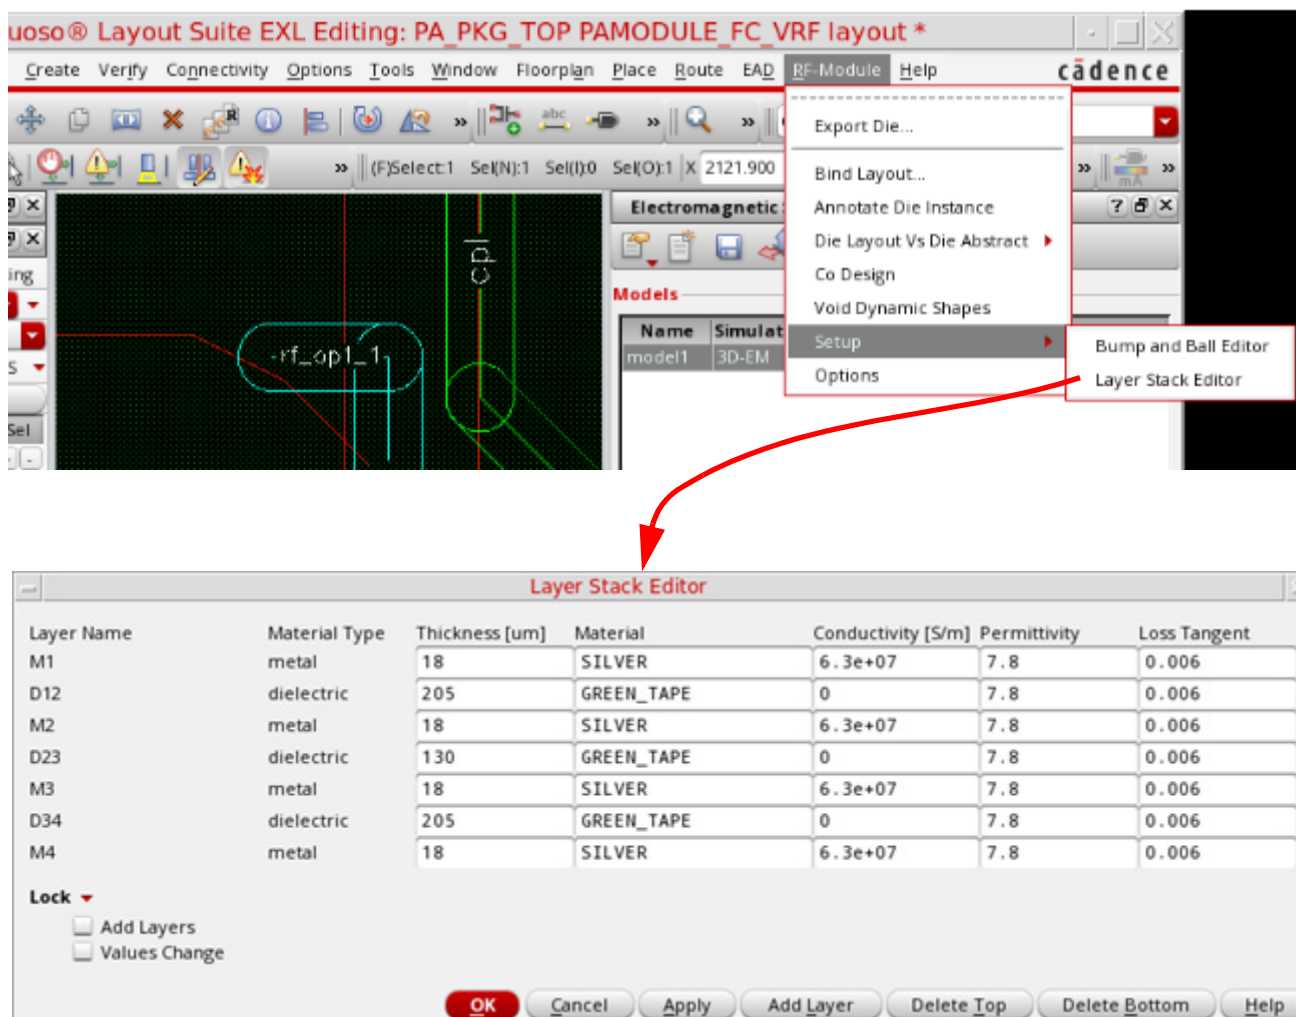 uoso® Layout Suite EXL Editing: PA_PKG_TOP PAMODULE_FC_VRF layout *
Create Verify Connectivity Options Tools Window Floorplan Place Route EAD RF-Module Help cādence
R abc
Export Die...
(F)Select:1 Sel(N):1 Sel(I):0 Sel(O):1 X 2121.900 mA
Bind Layout...
Electromagnetic
Annotate Die Instance
Die Layout Vs Die Abstract
Co Design
Void Dynamic Shapes
Setup
Options
Bump and Ball Editor
Layer Stack Editor
ing
S
Sel
cpl
rf_op1_1
Models
Name Simulat
model1 3D-EM
Layer Stack Editor
Layer Name Material Type Thickness [um] Material Conductivity [S/m] Permittivity Loss Tangent
M1 metal 18 SILVER 6.3e+07 7.8 0.006
D12 dielectric 205 GREEN_TAPE 0 7.8 0.006
M2 metal 18 SILVER 6.3e+07 7.8 0.006
D23 dielectric 130 GREEN_TAPE 0 7.8 0.006
M3 metal 18 SILVER 6.3e+07 7.8 0.006
D34 dielectric 205 GREEN_TAPE 0 7.8 0.006
M4 metal 18 SILVER 6.3e+07 7.8 0.006
Lock
Add Layers
Values Change
OK Cancel Apply Add Layer Delete Top Delete Bottom Help